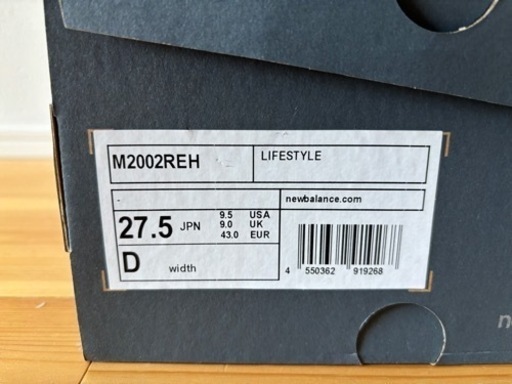 M2002REH LIFESTYLE
newbalance.com
27.5 JPN 9.5 USA
9.0 UK
43.0 EUR
D width
4 550362 919268